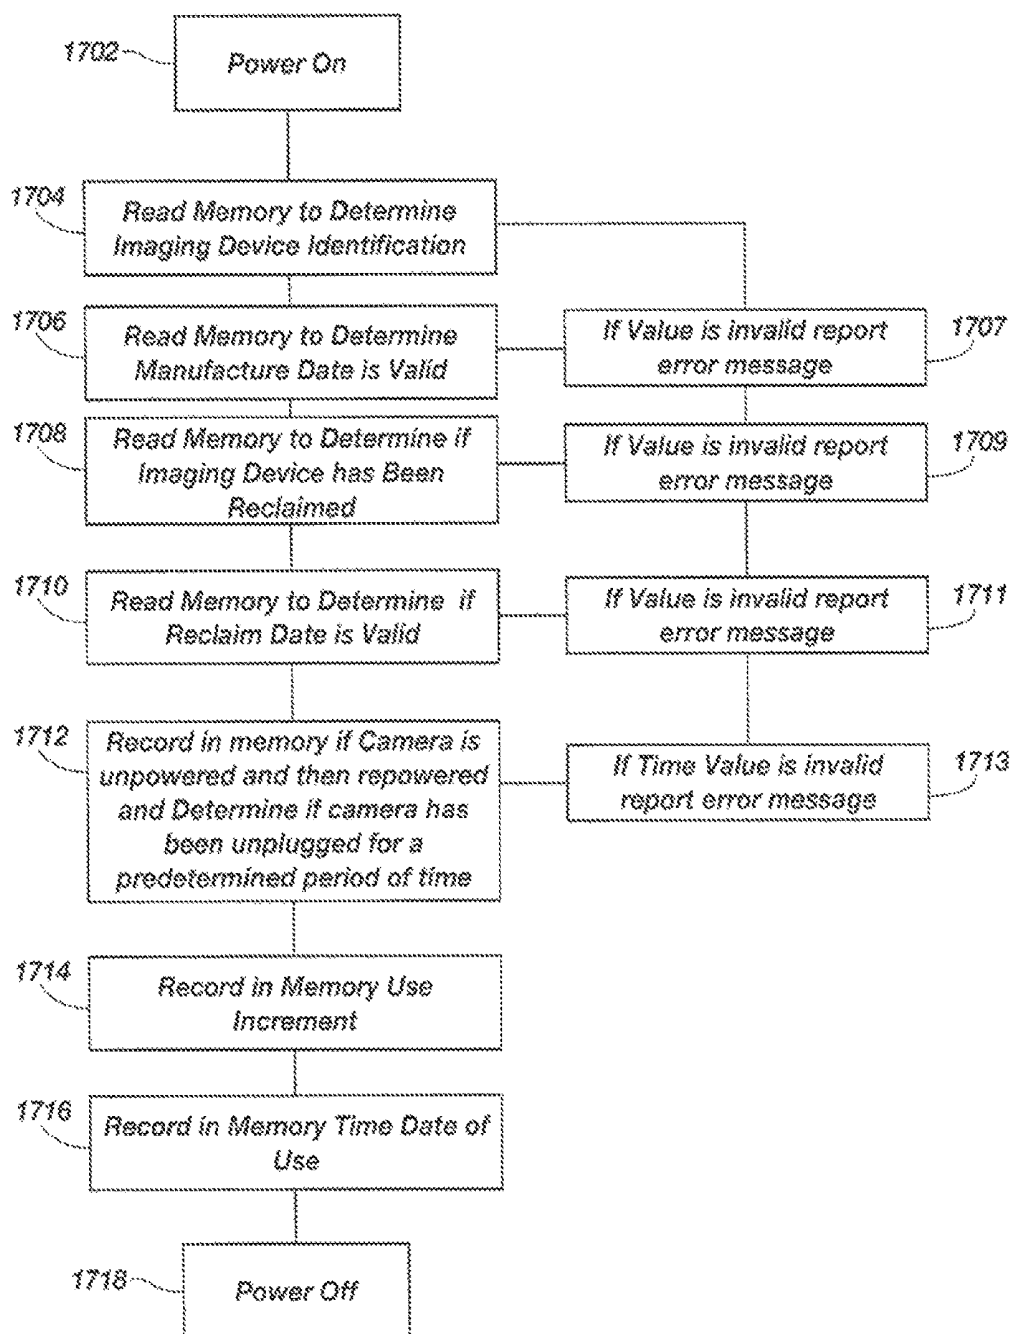 1702
Power On
1704
Read Memory to Determine
Imaging Device Identification
1706
Read Memory to Determine
Manufacture Date is Valid
If Value is invalid report
error message
1707
1708
Read Memory to Determine if
Imaging Device has Been
Reclaimed
If Value is invalid report
error message
1709
1710
Read Memory to Determine if
Reclaim Date is Valid
If Value is invalid report
error message
1711
1712
Record in memory if Camera is
unpowered and then repowered
and Determine if camera has
been unplugged for a
predetermined period of time
If Time Value is invalid
report error message
1713
1714
Record in Memory Use
Increment
1716
Record in Memory Time Date of
Use
1718
Power Off